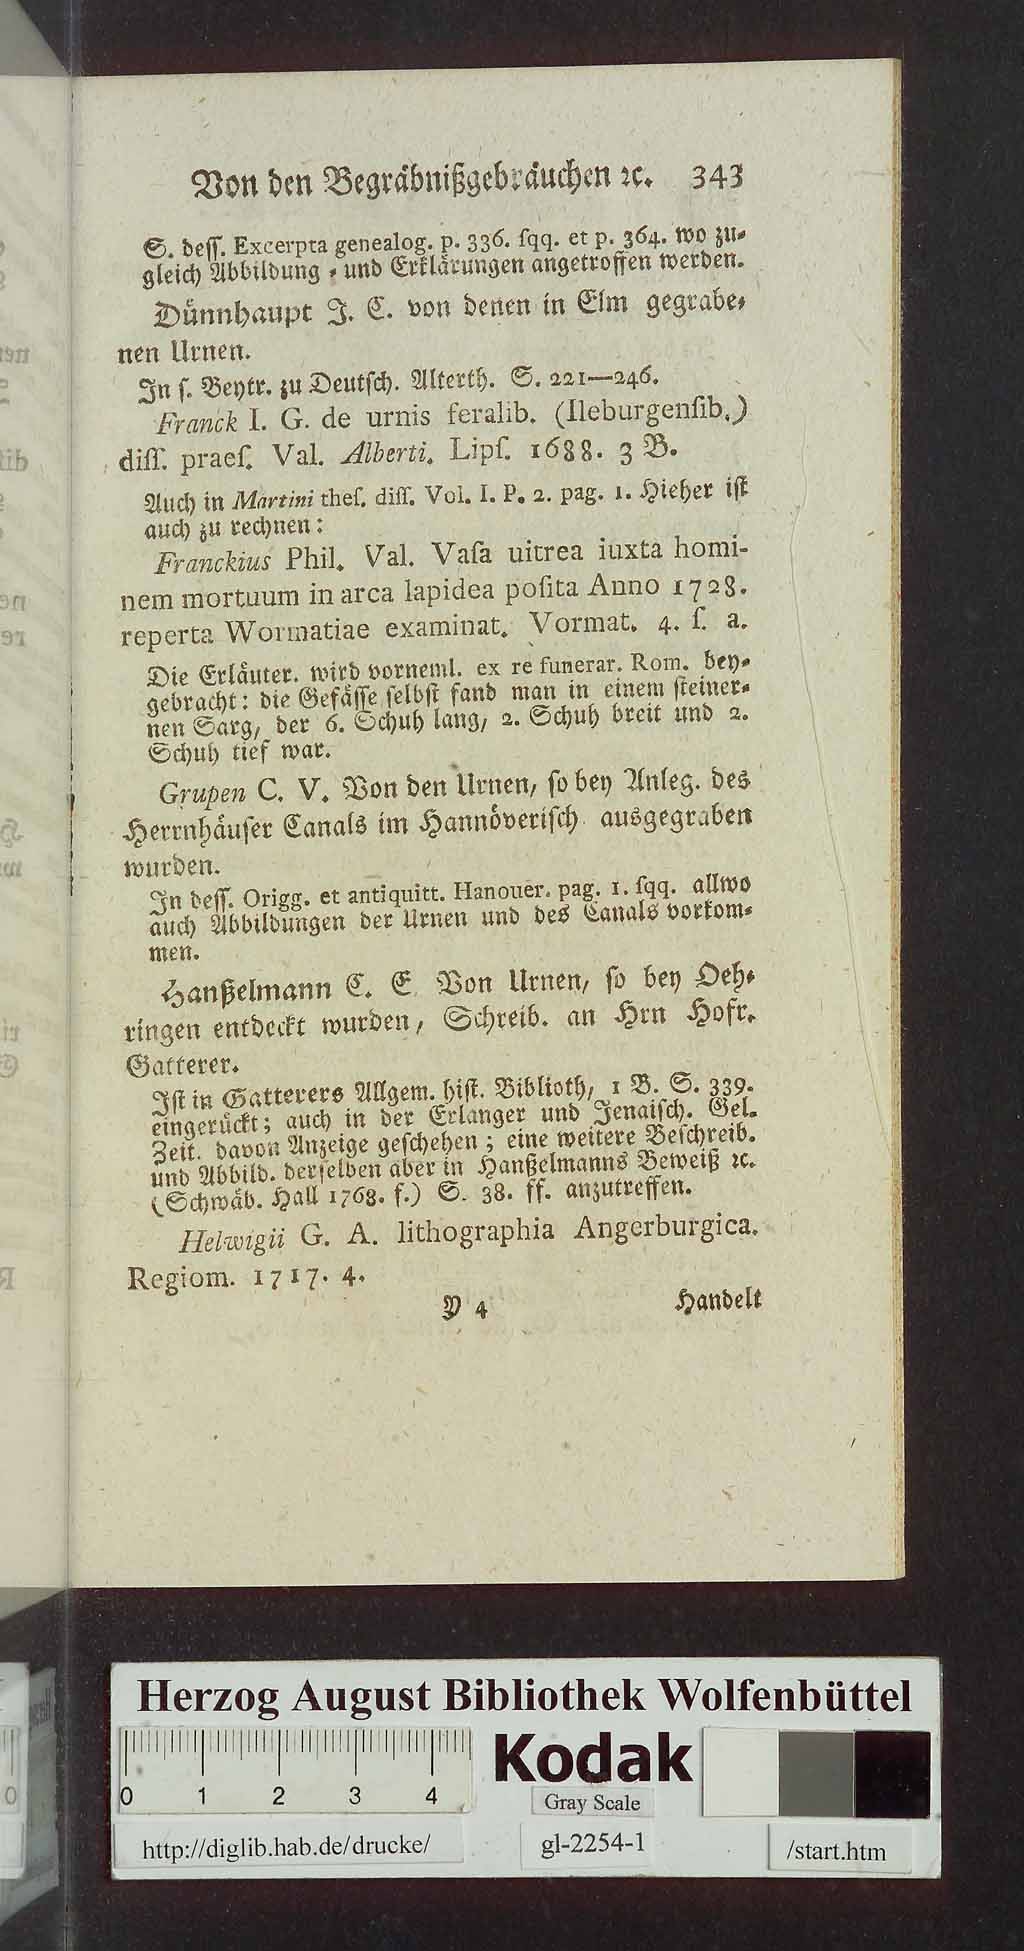 Von den Begräbnißgebräuchen ꝛc. 343
S. deſſ. Excerpta genealog. p. 336. ſqq. et p. 364. wo zu⸗
gleich Abbildung ⸗ und Erklärungen angetroffen werden.
Dünnhaupt J. C. von denen in Elm gegrabe⸗
nen Urnen.
In ſ. Beytr. zu Deutſch. Alterth. S. 221—246.
Franck I. G. de urnis feralib. (Ileburgenſib.)
diſſ. praeſ. Val. Alberti. Lipſ. 1688. 3 B.
Auch in Martini theſ. diſſ. Vol. I. P. 2. pag. 1. Hieher iſt
auch zu rechnen:
Franckius Phil. Val. Vaſa uitrea iuxta homi-
nem mortuum in arca lapidea poſita Anno 1728.
reperta Wormatiae examinat. Vormat. 4. ſ. a.
Die Erläuter. wird vorneml. ex re funerar. Rom. bey⸗
gebracht: die Gefäſſe ſelbſt fand man in einem ſteiner⸗
nen Sarg, der 6. Schuh lang, 2. Schuh breit und 2.
Schuh tief war.
Grupen C. V. Von den Urnen, ſo bey Anleg. des
Herrnhäuſer Canals im Hannöveriſch ausgegraben
wurden.
In deſſ. Origg. et antiquitt. Hanouer. pag. 1. ſqq. allwo
auch Abbildungen der Urnen und des Canals vorkom⸗
men.
Hanßelmann C. E Von Urnen, ſo bey Oeh⸗
ringen entdeckt wurden, Schreib. an Hrn Hofr.
Gatterer.
Iſt in Gatterers Allgem. hiſt. Biblioth, 1 B. S. 339.
eingerückt; auch in der Erlanger und Jenaiſch. Gel.
Zeit. davon Anzeige geſchehen; eine weitere Beſchreib.
und Abbild. derſelben aber in Hanßelmanns Beweiß ꝛc.
(Schwäb. Hall 1768. f.) S. 38. ff. anzutreffen.
Helwigii G. A. lithographia Angerburgica.
Regiom. 1717. 4.
Y 4 Handelt
Herzog August Bibliothek Wolfenbüttel
0 1 2 3 4
Kodak
Gray Scale
http://diglib.hab.de/drucke/ gl-2254-1 /start.htm